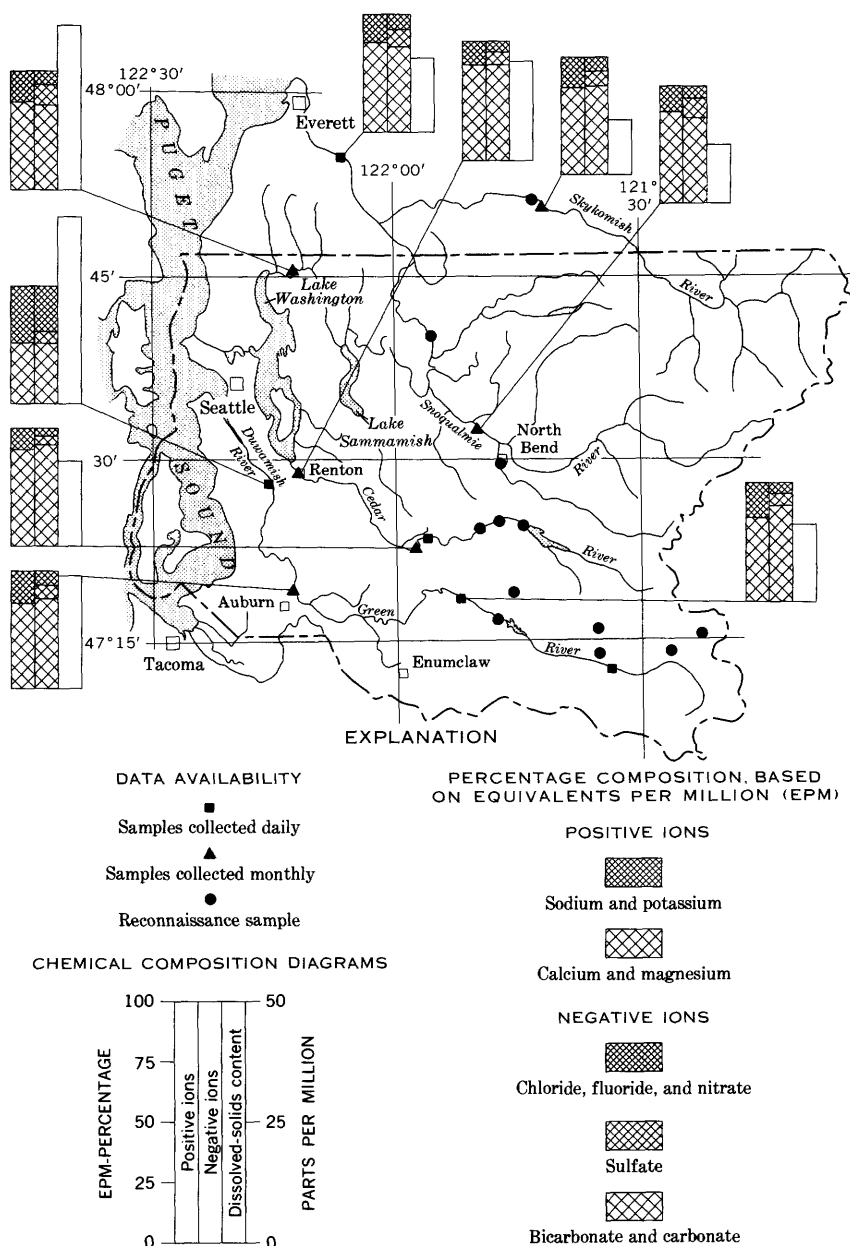 122°30'
48°00'
Everett
122°00'
121°
30'
PUGET
Skykomish
River
45'
Lake
Washington
Seattle
Lake
Sammamish
Snoqualmie
North
Bend
River
Duwamish
River
30'
Renton
SOUND
Cedar
River
Auburn
Green
River
47°15'
Tacoma
Enumclaw
EXPLANATION
DATA AVAILABILITY
Samples collected daily
Samples collected monthly
Reconnaissance sample
CHEMICAL COMPOSITION DIAGRAMS
100
75
50
25
0
EPM-PERCENTAGE
Positive ions
Negative ions
Dissolved-solids content
50
25
0
PARTS PER MILLION
PERCENTAGE COMPOSITION, BASED
ON EQUIVALENTS PER MILLION (EPM)
POSITIVE IONS
Sodium and potassium
Calcium and magnesium
NEGATIVE IONS
Chloride, fluoride, and nitrate
Sulfate
Bicarbonate and carbonate